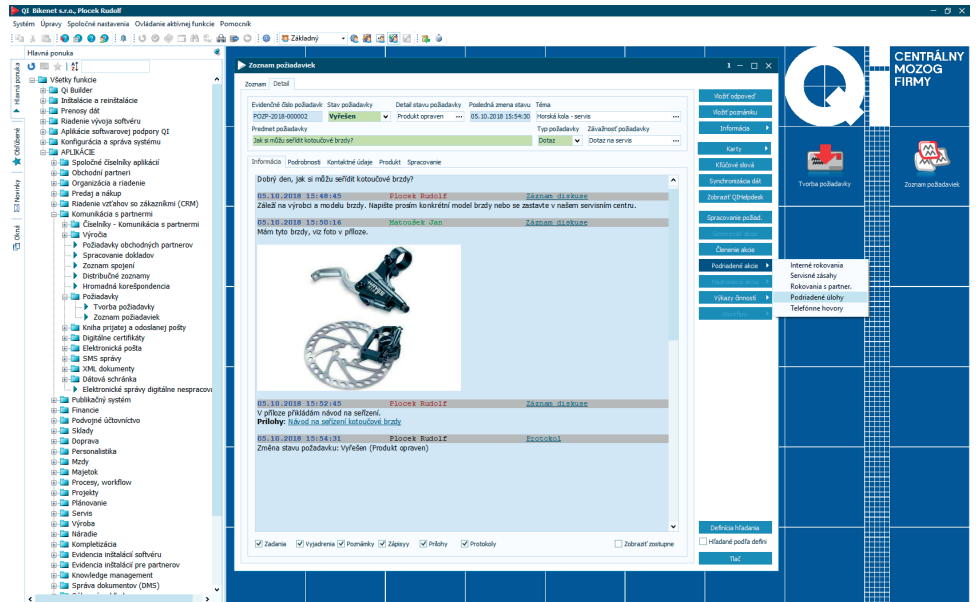 QI Bikenet s.r.o., Plocek Rudolf
Systém Úpravy Spoločné nastavenia Ovládanie aktívnej funkcie Pomocník
Základný
Hlavná ponuka
Hlavná ponuka
Obľúbené
Novinky
Okná
Všetky funkcie
Qi Builder
Inštalácie a reinštalácie
Prenosy dát
Riadenie vývoja softvéru
Aplikácie softwarovej podpory QI
Konfigurácia a správa systému
APLIKÁCIE
Spoločné číselníky aplikácií
Obchodní partneri
Organizácia a riadenie
Predaj a nákup
Riadenie vzťahov so zákazníkmi (CRM)
Komunikácia s partnermi
Číselníky - Komunikácia s partnermi
Výročia
Požiadavky obchodných partnerov
Spracovanie dokladov
Zoznam spojení
Distribučné zoznamy
Hromadná korešpondencia
Požiadavky
Tvorba požiadavky
Zoznam požiadaviek
Kniha prijatej a odoslanej pošty
Digitálne certifikáty
Elektronická pošta
SMS správy
XML dokumenty
Dátová schránka
Elektronické správy digitálne nespracova
Publikačný systém
Financie
Podvojné účtovníctvo
Sklady
Doprava
Personalistika
Mzdy
Majetok
Procesy, workflow
Projekty
Plánovanie
Servis
Výroba
Náradie
Kompletizácia
Evidencia inštalácií softvéru
Evidencia inštalácií pre partnerov
Knowledge management
Správa dokumentov (DMS)
Zoznam požiadaviek
1
Zoznam Detail
Evidenčné číslo požiadavk Stav požiadavky Detail stavu požiadavky Posledná zmena stavu Téma
POZP-2018-000002 Vyřešen Produkt opraven ... 05.10.2018 15:54:30 Horská kola - servis ...
Predmet požiadavky Typ požiadavky Závažnosť požiadavky
Jak si můžu seřídit kotoučové brzdy? Dotaz Dotaz na servis ...
Informácia Podrobnosti Kontaktné údaje Produkt Spracovanie
Dobrý den, jak si můžu seřídit kotoučové brzdy?
05.10.2018 15:48:45 Plocek Rudolf Záznam diskuse
Záleží na výrobci a modelu brzdy. Napište prosím konkrétní model brzdy nebo se zastavte v našem servisním centru.
05.10.2018 15:50:16 Matoušek Jan Záznam diskuse
Mám tyto brzdy, viz foto v příloze.
05.10.2018 15:52:45 Plocek Rudolf Záznam diskuse
V příloze přikládám návod na seřízení.
Prílohy: Návod na seřízení kotoučové brzdy
05.10.2018 15:54:31 Plocek Rudolf Protokol
Změna stavu požadavku: Vyřešen (Produkt opraven)
Zadania Vyjadrenia Poznámky Zápisyy Prílohy Protokoly Zobraziť zostupne
Vložiť odpoveď
Vložiť poznámku
Informácia
Karty
Kľúčové slová
Synchronizácia dát
Zobraziť QIHelpdesk
Spracovanie požiad.
Členenie akcie
Podriadené akcie
Výkazy činností
Workflow
Definícia hľadania
Hľadané podľa defini
Tlač
Interné rokovania
Servisné zásahy
Rokovania s partner.
Podriadené úlohy
Telefónne hovory
CENTRÁLNY
MOZOG
FIRMY
Tvorba požiadavky
Zoznam požiadaviek